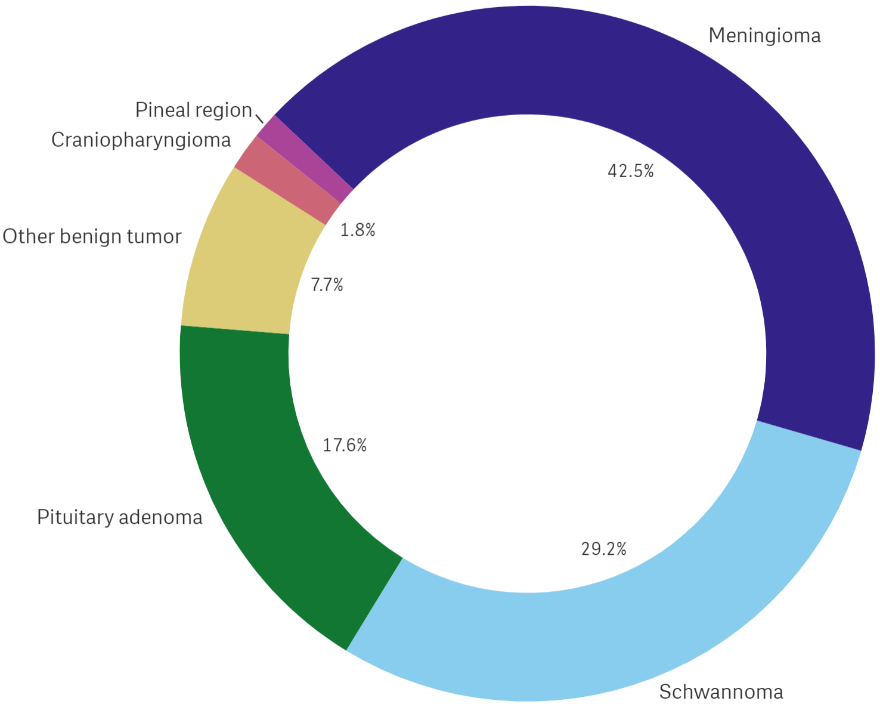 Meningioma
Pineal region
Craniopharyngioma
42.5%
1.8%
Other benign tumor
7.7%
17.6%
Pituitary adenoma
29.2%
Schwannoma